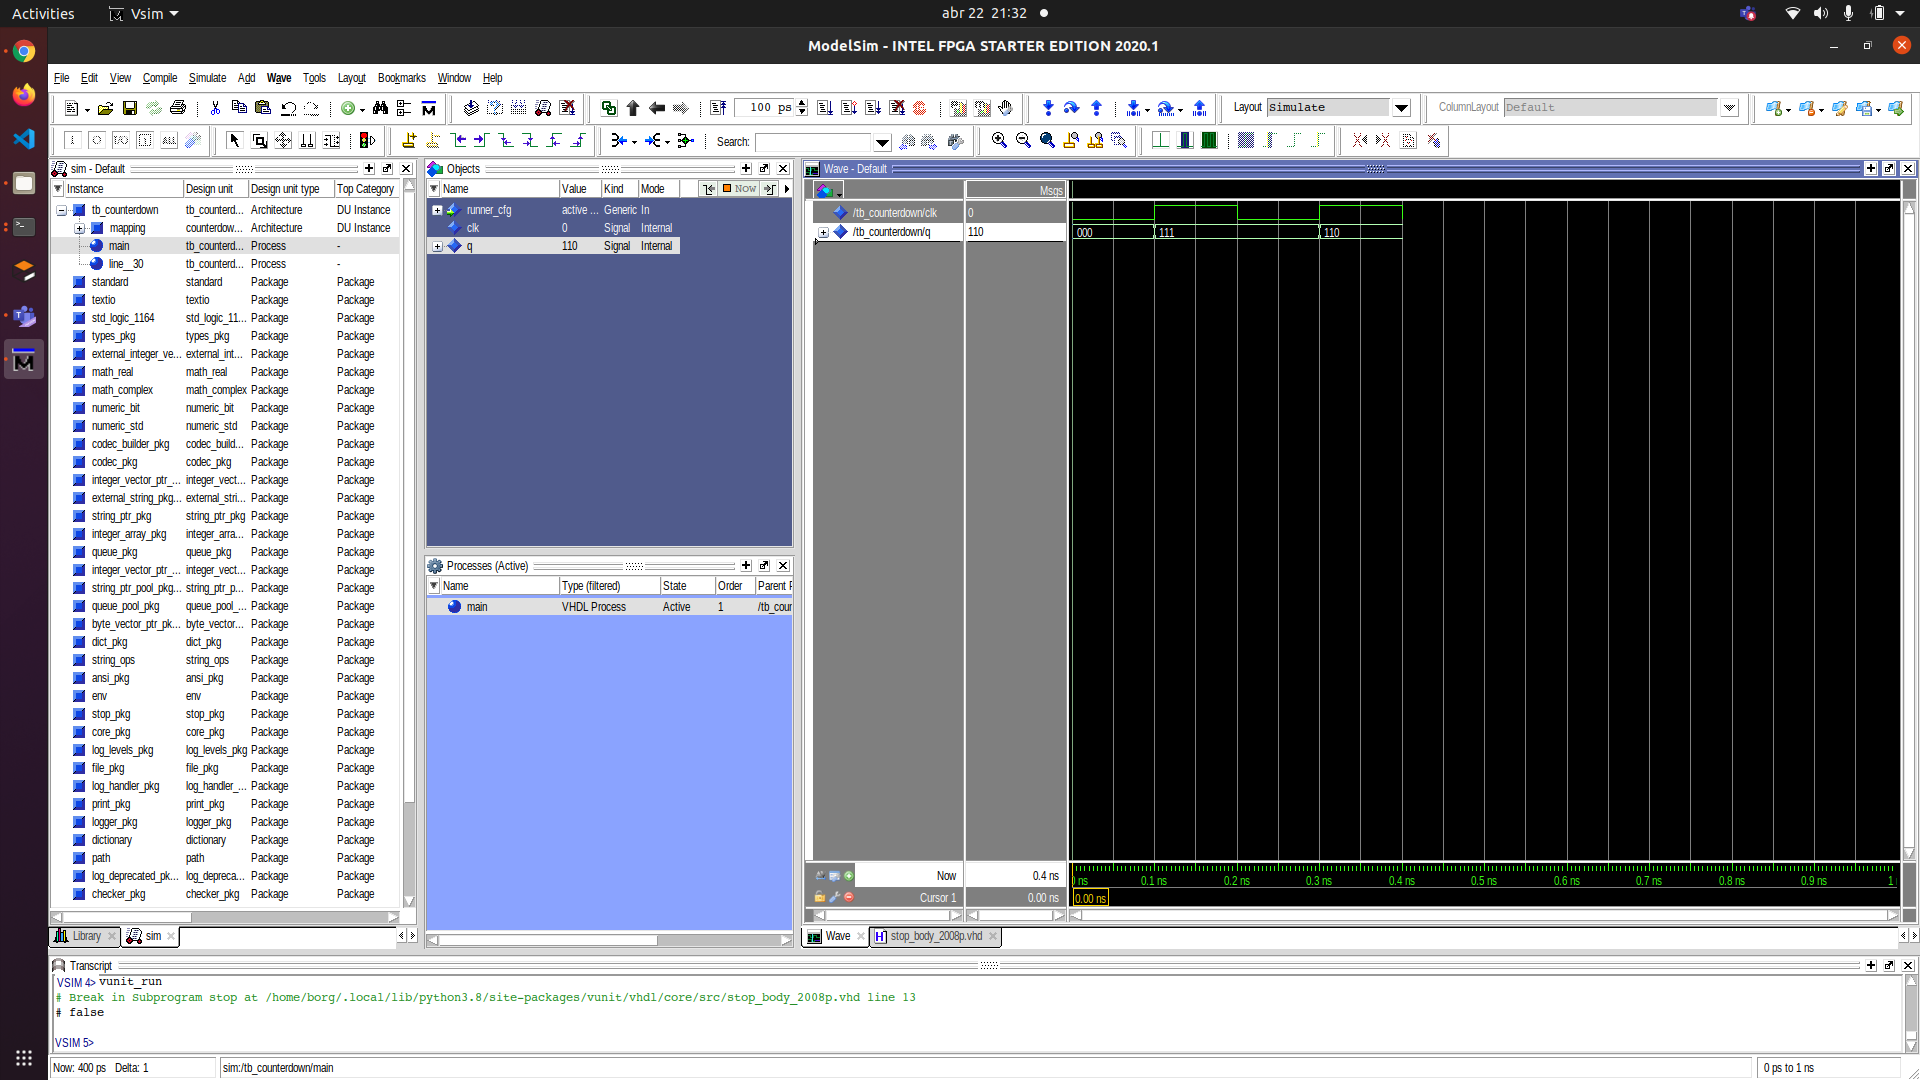 Activities Vsim abr 22 21:32
ModelSim - INTEL FPGA STARTER EDITION 2020.1
File Edit View Compile Simulate Add Wave Tools Layout Bookmarks Window Help
100 ps Layout Simulate ColumnLayout Default
Search:
sim - Default
Instance Design unit Design unit type Top Category
tb_counterdown tb_counterd... Architecture DU Instance
mapping counterdow... Architecture DU Instance
main tb_counterd... Process -
line__30 tb_counterd... Process -
standard standard Package Package
textio textio Package Package
std_logic_1164 std_logic_11... Package Package
types_pkg types_pkg Package Package
external_integer_ve... external_int... Package Package
math_real math_real Package Package
math_complex math_complex Package Package
numeric_bit numeric_bit Package Package
numeric_std numeric_std Package Package
codec_builder_pkg codec_build... Package Package
codec_pkg codec_pkg Package Package
integer_vector_ptr_... integer_vect... Package Package
external_string_pkg... external_stri... Package Package
string_ptr_pkg string_ptr_pkg Package Package
integer_array_pkg integer_arra... Package Package
queue_pkg queue_pkg Package Package
integer_vector_ptr_... integer_vect... Package Package
string_ptr_pool_pkg... string_ptr_p... Package Package
queue_pool_pkg queue_pool_... Package Package
byte_vector_ptr_pk... byte_vector... Package Package
dict_pkg dict_pkg Package Package
string_ops string_ops Package Package
ansi_pkg ansi_pkg Package Package
env env Package Package
stop_pkg stop_pkg Package Package
core_pkg core_pkg Package Package
log_levels_pkg log_levels_pkg Package Package
file_pkg file_pkg Package Package
log_handler_pkg log_handler_... Package Package
print_pkg print_pkg Package Package
logger_pkg logger_pkg Package Package
dictionary dictionary Package Package
path path Package Package
log_deprecated_pk... log_depreca... Package Package
checker_pkg checker_pkg Package Package
Library sim
Objects
Name Value Kind Mode Now
runner_cfg active ... Generic In
clk 0 Signal Internal
q 110 Signal Internal
Processes (Active)
Name Type (filtered) State Order Parent P
main VHDL Process Active 1 /tb_cour
Wave - Default
Msgs
/tb_counterdown/clk 0
/tb_counterdown/q 110 000 111 110
Now 0.4 ns ns 0.1 ns 0.2 ns 0.3 ns 0.4 ns 0.5 ns 0.6 ns 0.7 ns 0.8 ns 0.9 ns 1
Cursor 1 0.00 ns 0.00 ns
Wave stop_body_2008p.vhd
Transcript
VSIM 4> vunit_run
# Break in Subprogram stop at /home/borg/.local/lib/python3.8/site-packages/vunit/vhdl/core/src/stop_body_2008p.vhd line 13
# false
VSIM 5>
Now: 400 ps Delta: 1 sim:/tb_counterdown/main 0 ps to 1 ns